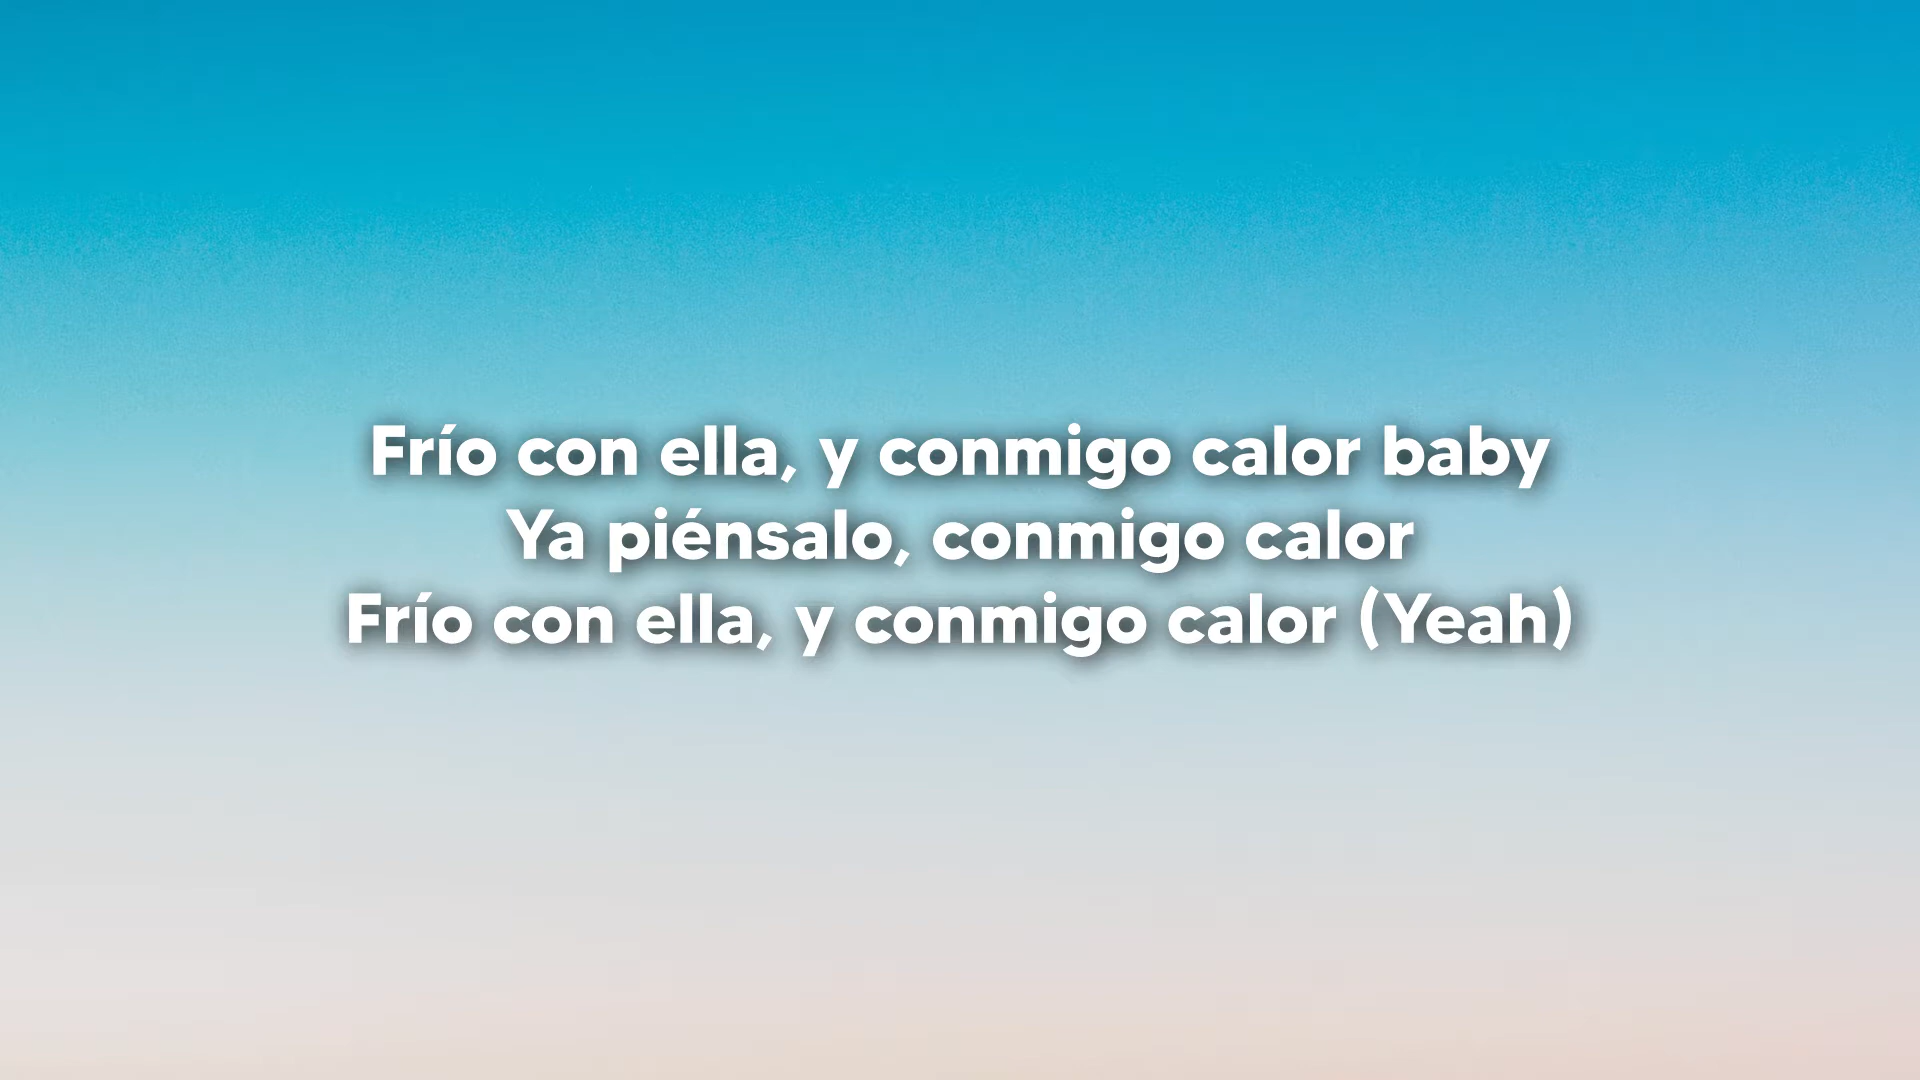 Frío con ella, y conmigo calor baby
Ya piénsalo, conmigo calor
Frío con ella, y conmigo calor (Yeah)